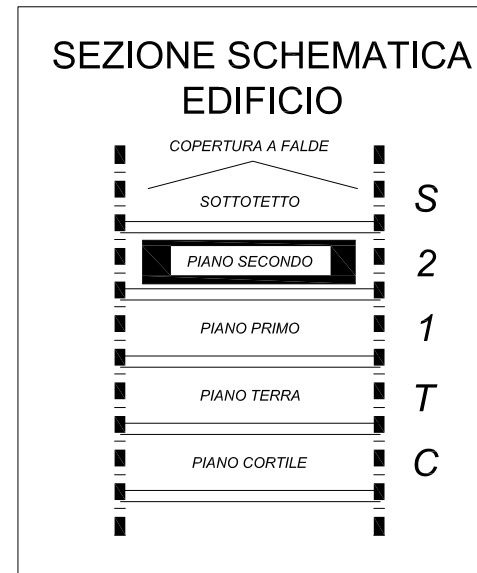 SEZIONE SCHEMATICA
EDIFICIO
COPERTURA A FALDE
SOTTOTETTO S
PIANO SECONDO 2
PIANO PRIMO 1
PIANO TERRA T
PIANO CORTILE C